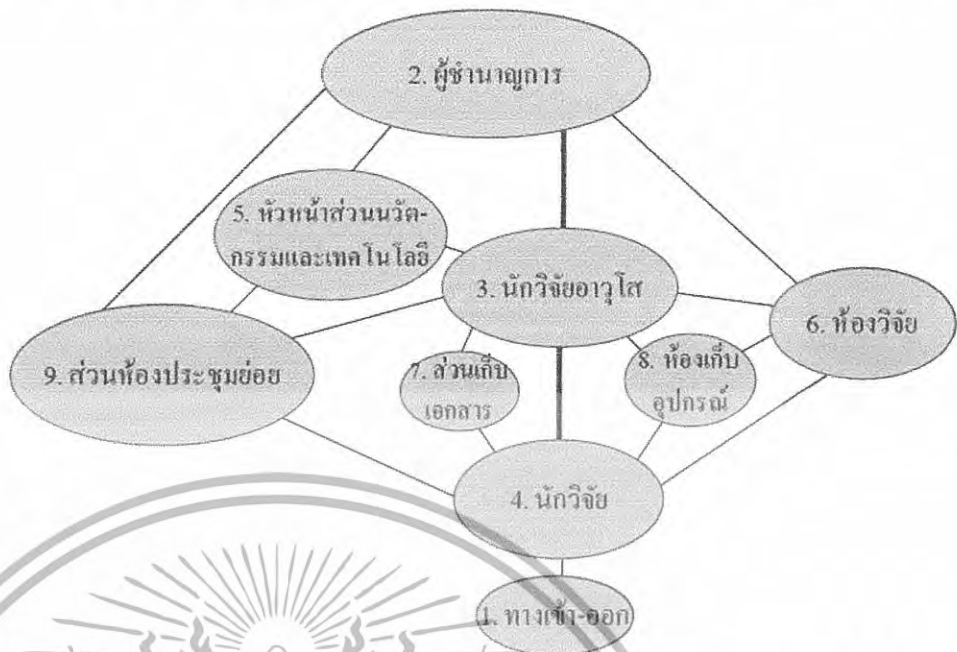 2. ผู้ชำนาญการ
5. หัวหน้าส่วนนวัต-
กรรมและเทคโนโลยี
3. นักวิจัยอาวุโส
6. ห้องวิจัย
9. ส่วนห้องประชุมย่อย
7. ส่วนเก็บ
เอกสาร
8. ห้องเก็บ
อุปกรณ์
4. นักวิจัย
1. ทางเข้า-ออก